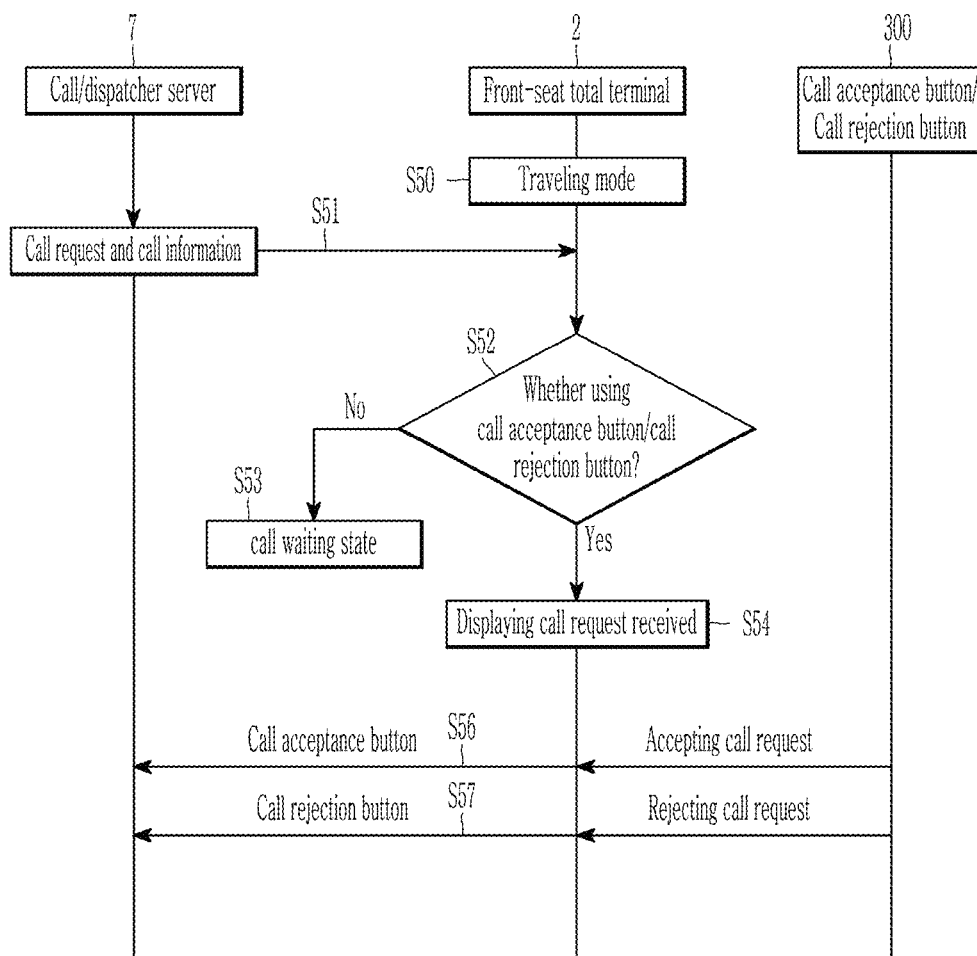 7
2
300
Call/dispatcher server
Front-seat total terminal
Call acceptance button/
Call rejection button
S50
Traveling mode
S51
Call request and call information
S52
Whether using
call acceptance button/call
rejection button?
No
S53
call waiting state
Yes
Displaying call request received
S54
Call acceptance button
S56
Accepting call request
Call rejection button
S57
Rejecting call request